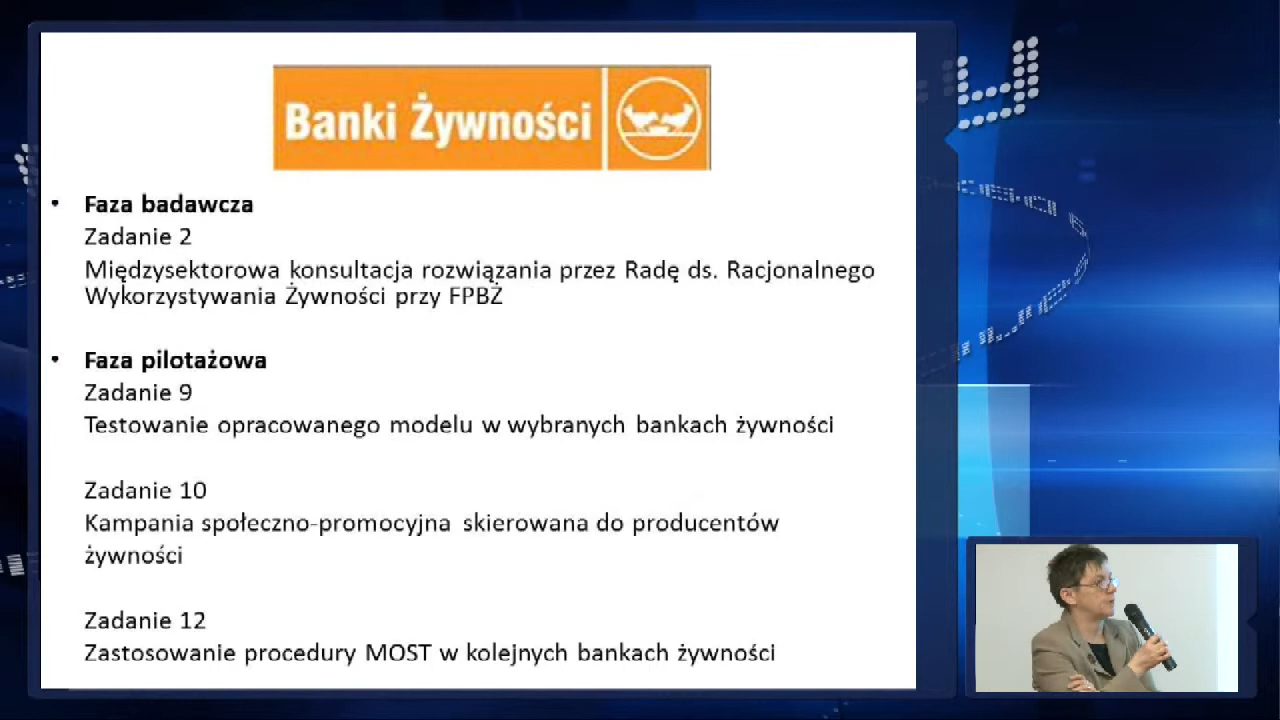 Banki Żywności
• Faza badawcza
Zadanie 2
Międzysektorowa konsultacja rozwiązania przez Radę ds. Racjonalnego
Wykorzystywania Żywności przy FPBŻ
• Faza pilotażowa
Zadanie 9
Testowanie opracowanego modelu w wybranych bankach żywności
Zadanie 10
Kampania społeczno-promocyjna skierowana do producentów
żywności
Zadanie 12
Zastosowanie procedury MOST w kolejnych bankach żywności